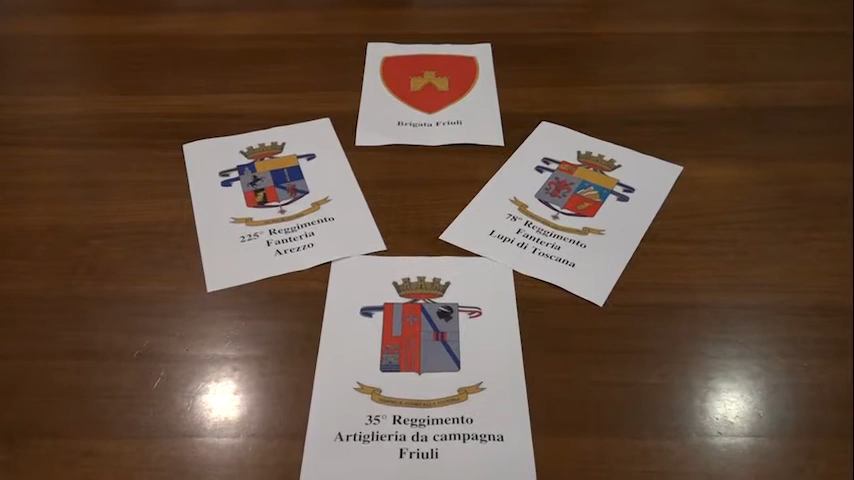 Brigata Friuli
225° Reggimento
Fanteria
Arezzo
78° Reggimento
Fanteria
Lupi di Toscana
35° Reggimento
Artiglieria da campagna
Friuli